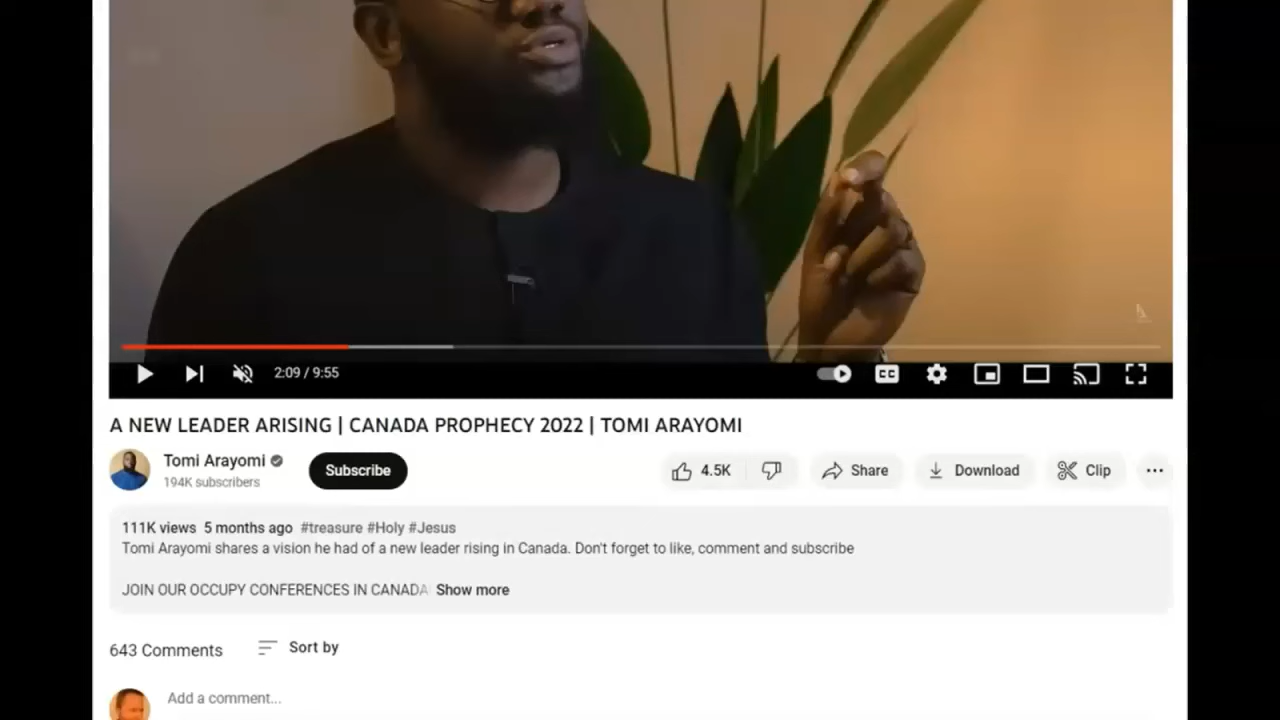 2:09 / 9:55
CC
A NEW LEADER ARISING | CANADA PROPHECY 2022 | TOMI ARAYOMI
Tomi Arayomi
194K subscribers
Subscribe
4.5K
Share
Download
Clip
111K views 5 months ago #treasure #Holy #Jesus
Tomi Arayomi shares a vision he had of a new leader rising in Canada. Don't forget to like, comment and subscribe
JOIN OUR OCCUPY CONFERENCES IN CANADA Show more
643 Comments
Sort by
Add a comment...